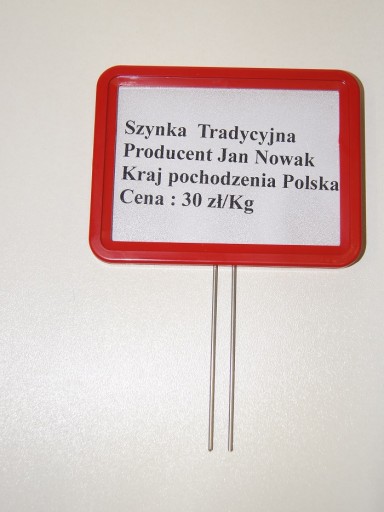 Szynka Tradycyjna
Producent Jan Nowak
Kraj pochodzenia Polska
Cena : 30 zł/Kg